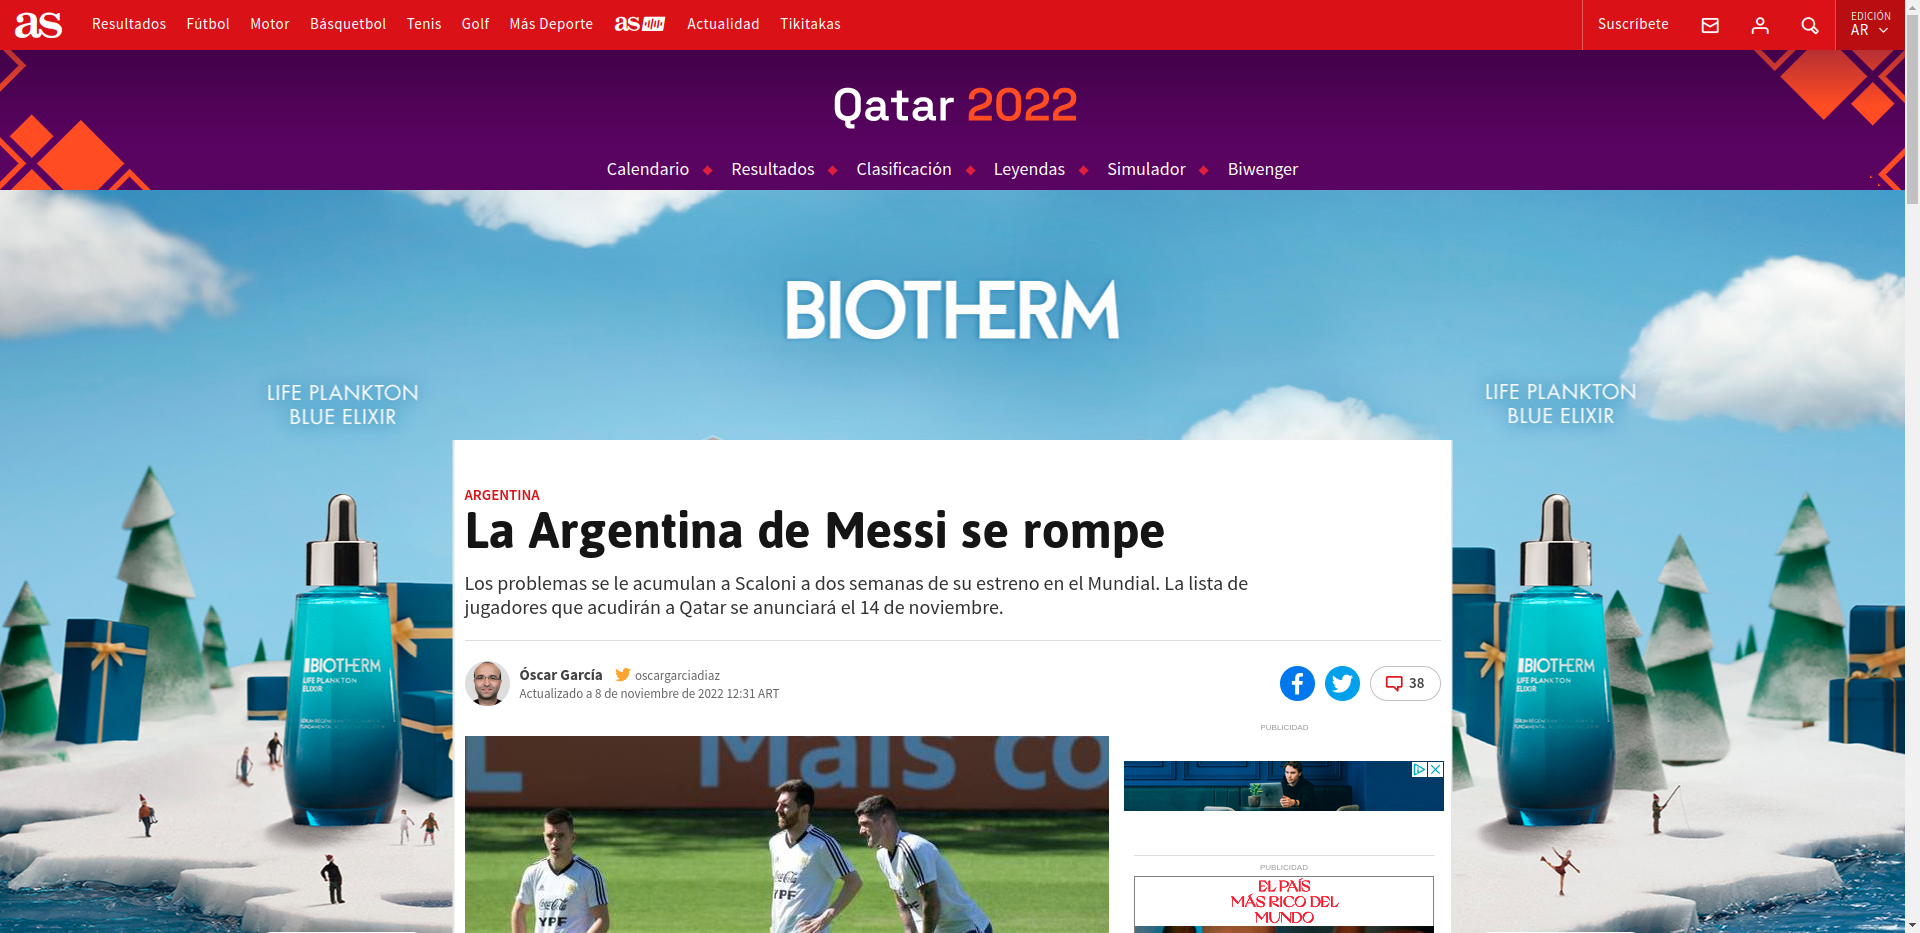 as Resultados Fútbol Motor Básquetbol Tenis Golf Más Deporte as Actualidad Tikitakas Suscríbete EDICIÓN
AR
Qatar 2022
Calendario Resultados Clasificación Leyendas Simulador Biwenger
BIOTHERM
LIFE PLANKTON
BLUE ELIXIR
LIFE PLANKTON
BLUE ELIXIR
ARGENTINA
La Argentina de Messi se rompe
Los problemas se le acumulan a Scaloni a dos semanas de su estreno en el Mundial. La lista de
jugadores que acudirán a Qatar se anunciará el 14 de noviembre.
Óscar García oscargarciadiaz
Actualizado a 8 de noviembre de 2022 12:31 ART
38
BIOTHERM
LIFE PLANKTON
ELIXIR
BIOTHERM
LIFE PLANKTON
ELIXIR
PUBLICIDAD
Mais co
Coca-Cola
YPF
Coca-Cola
YPF
PUBLICIDAD
EL PAÍS
MÁS RICO DEL
MUNDO